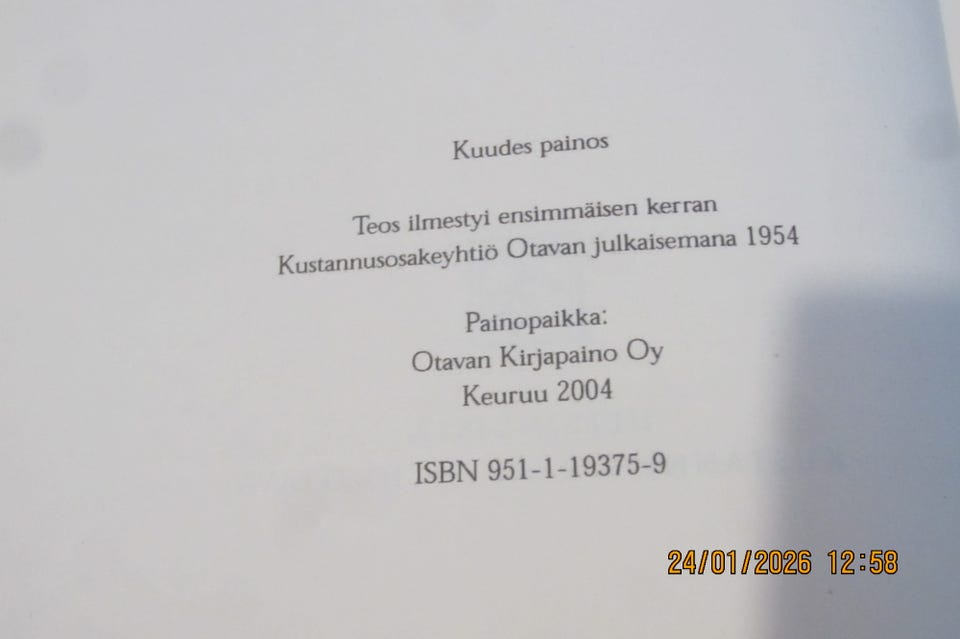 Kuudes painos
Teos ilmestyi ensimmäisen kerran
Kustannusosakeyhtiö Otavan julkaisemana 1954
Painopaikka:
Otavan Kirjapaino Oy
Keuruu 2004
ISBN 951-1-19375-9
24/01/2026 12:58